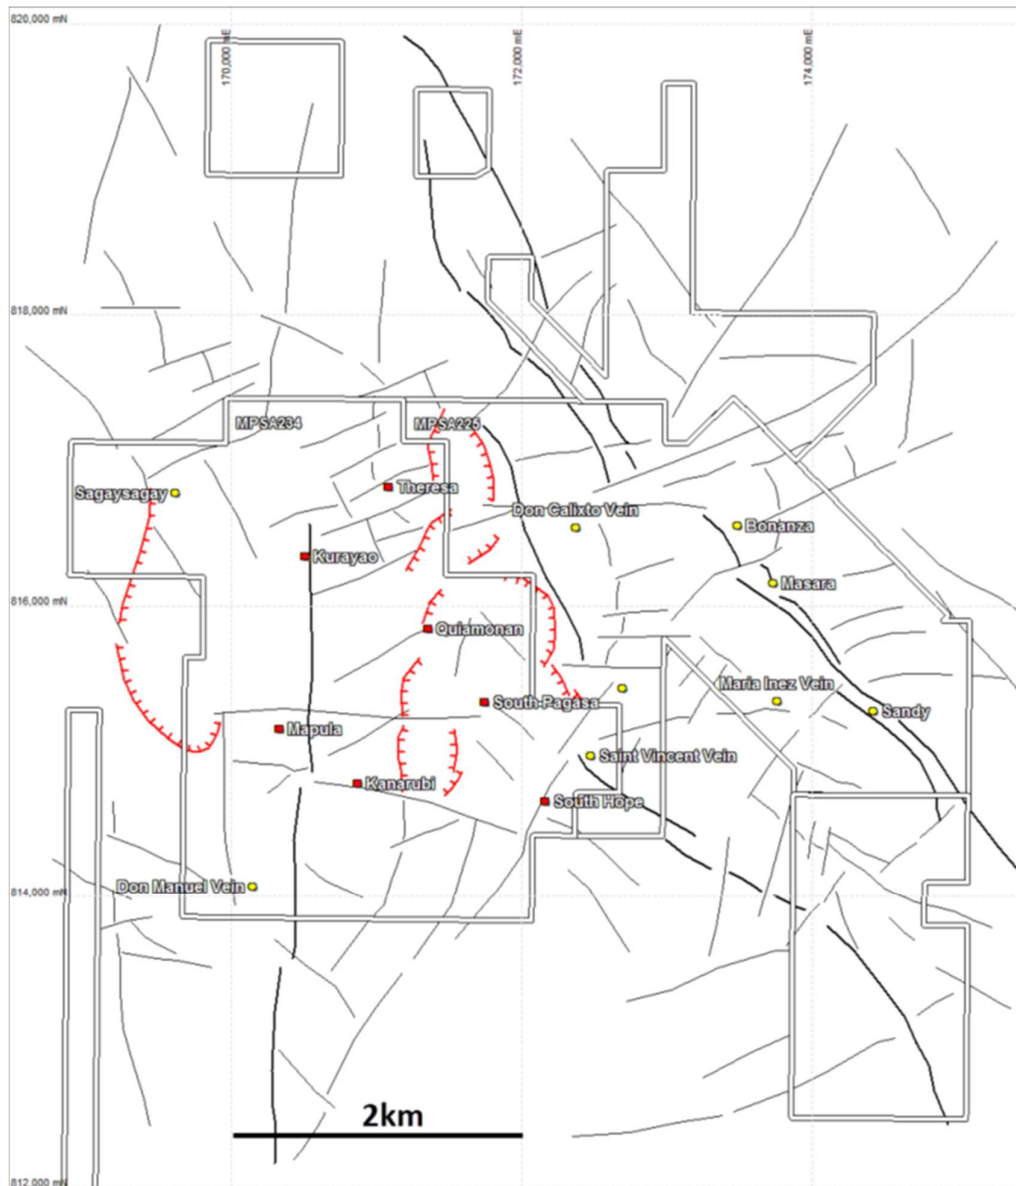 820,000 mN
170,000 mE
172,000 mE
174,000 mE
818,000 mN
MPSA234
MPSA225
Sagaysagay
Theresa
Don Calixto Vein
Bonanza
Kurayao
Masara
816,000 mN
Quiamonan
Maria Inez Vein
South Pagasa
Sandy
Mapula
Saint Vincent Vein
Kanarubi
South Hope
Don Manuel Vein
814,000 mN
2km
812,000 mN